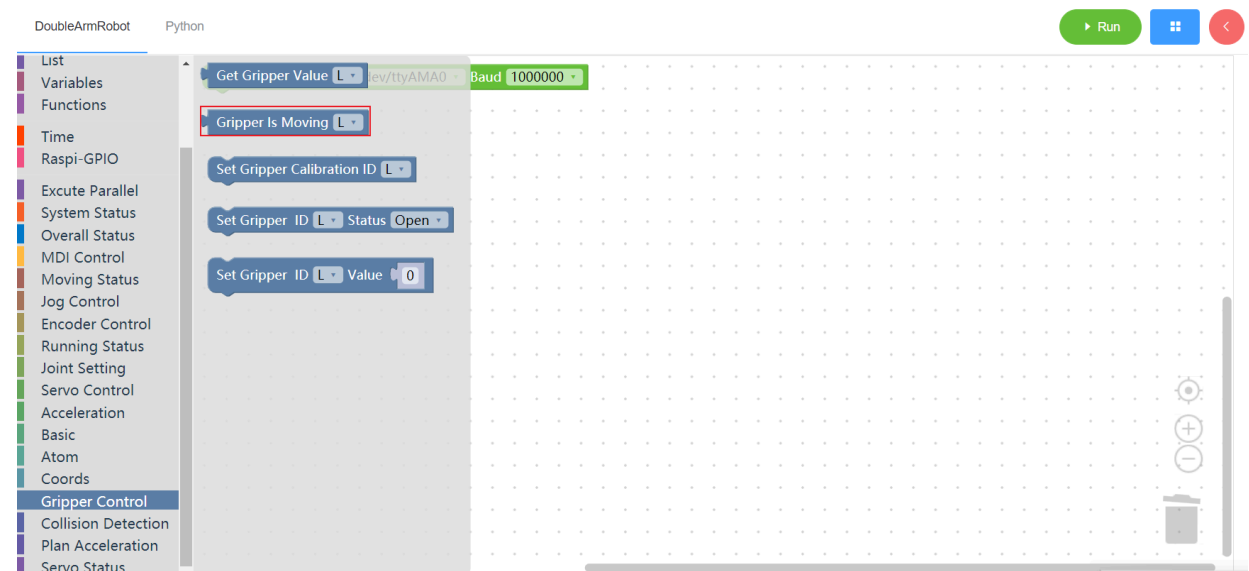 DoubleArmRobot
Python
Run
List
Variables
Functions
Time
Raspi-GPIO
Excute Parallel
System Status
Overall Status
MDI Control
Moving Status
Jog Control
Encoder Control
Running Status
Joint Setting
Servo Control
Acceleration
Basic
Atom
Coords
Gripper Control
Collision Detection
Plan Acceleration
Servo Status
Get Gripper Value L
dev/ttyAMA0 Baud 1000000
Gripper Is Moving L
Set Gripper Calibration ID L
Set Gripper ID L Status Open
Set Gripper ID L Value 0